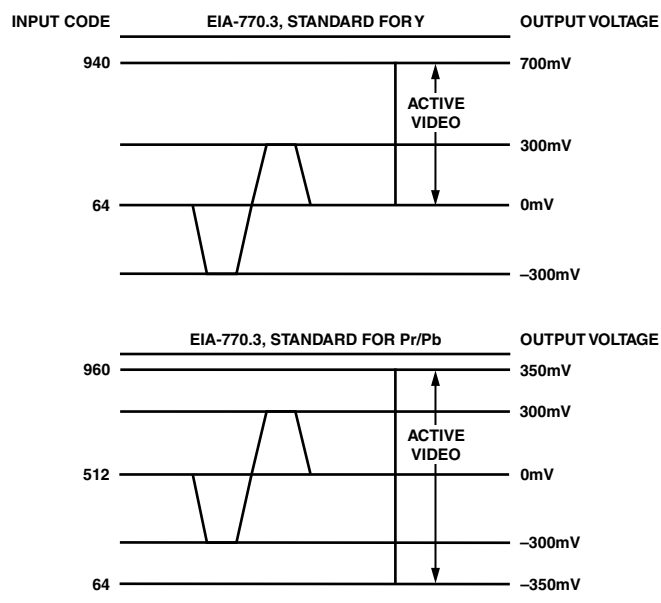 INPUT CODE EIA-770.3, STANDARD FOR Y OUTPUT VOLTAGE
940 700mV
ACTIVE
VIDEO
300mV
64 0mV
–300mV
EIA-770.3, STANDARD FOR Pr/Pb OUTPUT VOLTAGE
960 350mV
300mV
ACTIVE
VIDEO
512 0mV
–300mV
64 –350mV